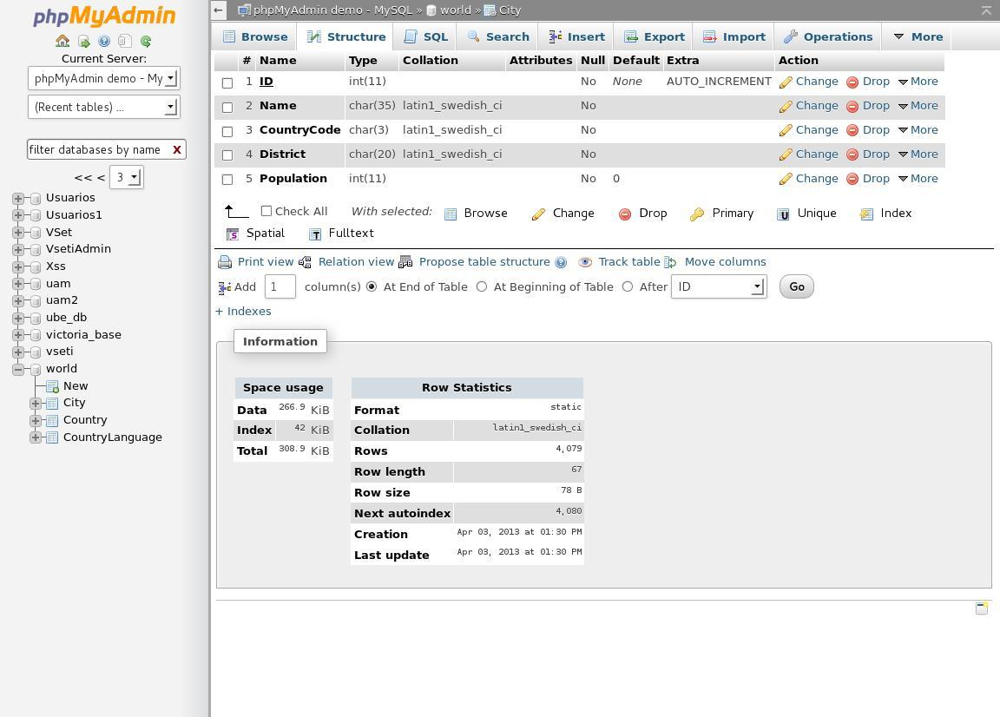 phpMyAdmin
Current Server:
phpMyAdmin demo - My
(Recent tables) ...
filter databases by name X
<< < 3
Usuarios
Usuarios1
VSet
VsetiAdmin
Xss
uam
uam2
ube_db
victoria_base
vseti
world
New
City
Country
CountryLanguage
phpMyAdmin demo - MySQL » world » City
Browse Structure SQL Search Insert Export Import Operations More
# Name Type Collation Attributes Null Default Extra Action
1 ID int(11) No None AUTO_INCREMENT Change Drop More
2 Name char(35) latin1_swedish_ci No Change Drop More
3 CountryCode char(3) latin1_swedish_ci No Change Drop More
4 District char(20) latin1_swedish_ci No Change Drop More
5 Population int(11) No 0 Change Drop More
Check All With selected: Browse Change Drop Primary Unique Index
Spatial Fulltext
Print view Relation view Propose table structure Track table Move columns
Add 1 column(s) At End of Table At Beginning of Table After ID Go
+ Indexes
Information
Space usage
Data 266.9 KiB
Index 42 KiB
Total 308.9 KiB
Row Statistics
Format static
Collation latin1_swedish_ci
Rows 4,079
Row length 67
Row size 78 B
Next autoindex 4,080
Creation Apr 03, 2013 at 01:30 PM
Last update Apr 03, 2013 at 01:30 PM